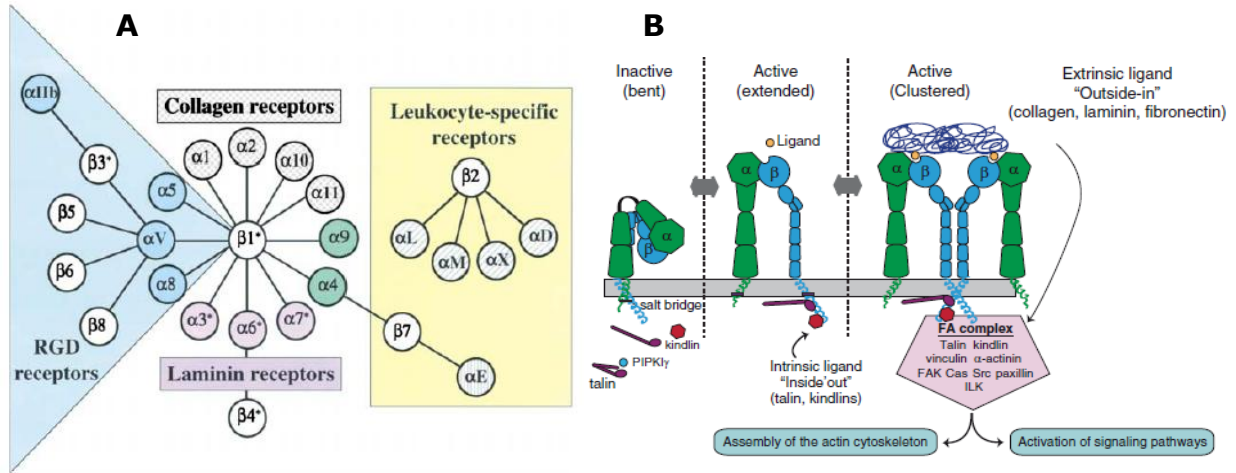 A
αIIb
β3*
β5
β6
β8
αV
α5
α8
RGD
receptors
Collagen receptors
α1
α2
α10
α11
β1*
α9
α4
α3*
α6*
α7*
Laminin receptors
β4*
Leukocyte-specific
receptors
β2
αL
αM
αX
αD
β7
αE
B
Inactive
(bent)
Active
(extended)
Active
(Clustered)
Extrinsic ligand
“Outside-in”
(collagen, laminin, fibronectin)
Ligand
α
β
α
β
α
β
β
α
salt bridge
kindlin
PIPKIγ
talin
Intrinsic ligand
“Inside’out”
(talin, kindlins)
FA complex
Talin kindlin
vinculin α-actinin
FAK Cas Src paxillin
ILK
Assembly of the actin cytoskeleton
Activation of signaling pathways